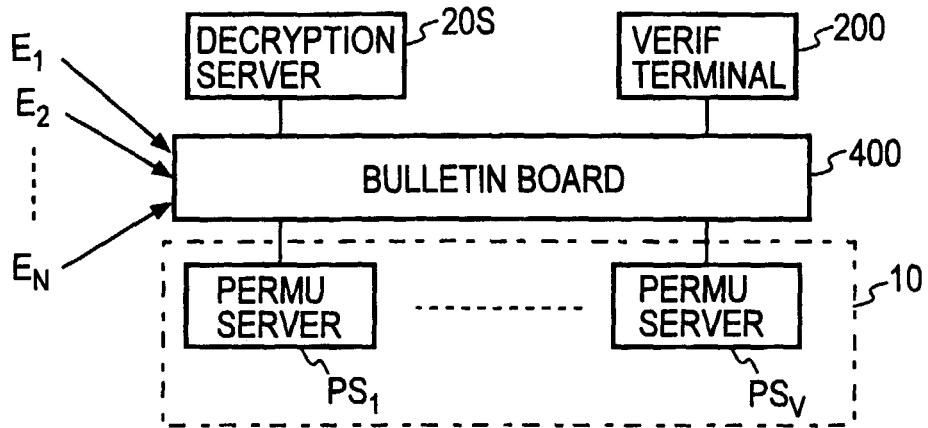 DECRYPTION
SERVER
20S
VERIF
TERMINAL
200
E1
E2
EN
BULLETIN BOARD
400
PERMU
SERVER
PS1
PERMU
SERVER
PSV
10